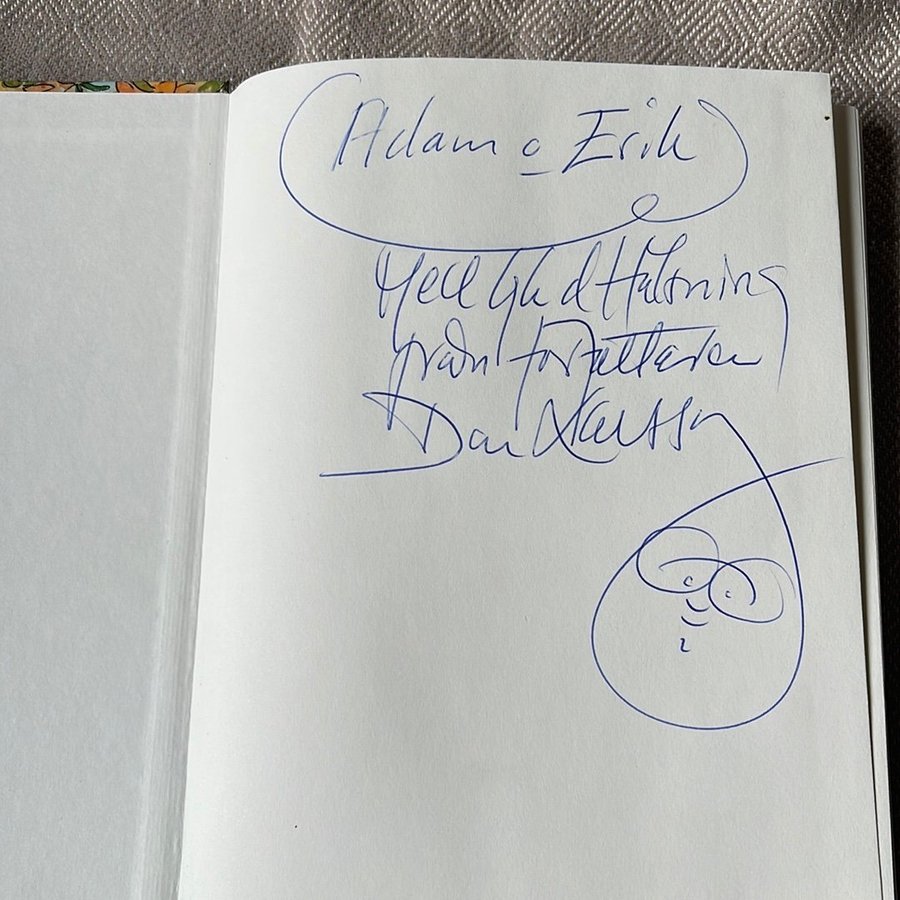 Adam o Erik
Med Glad Hälsning
från författaren
Dan Larsson